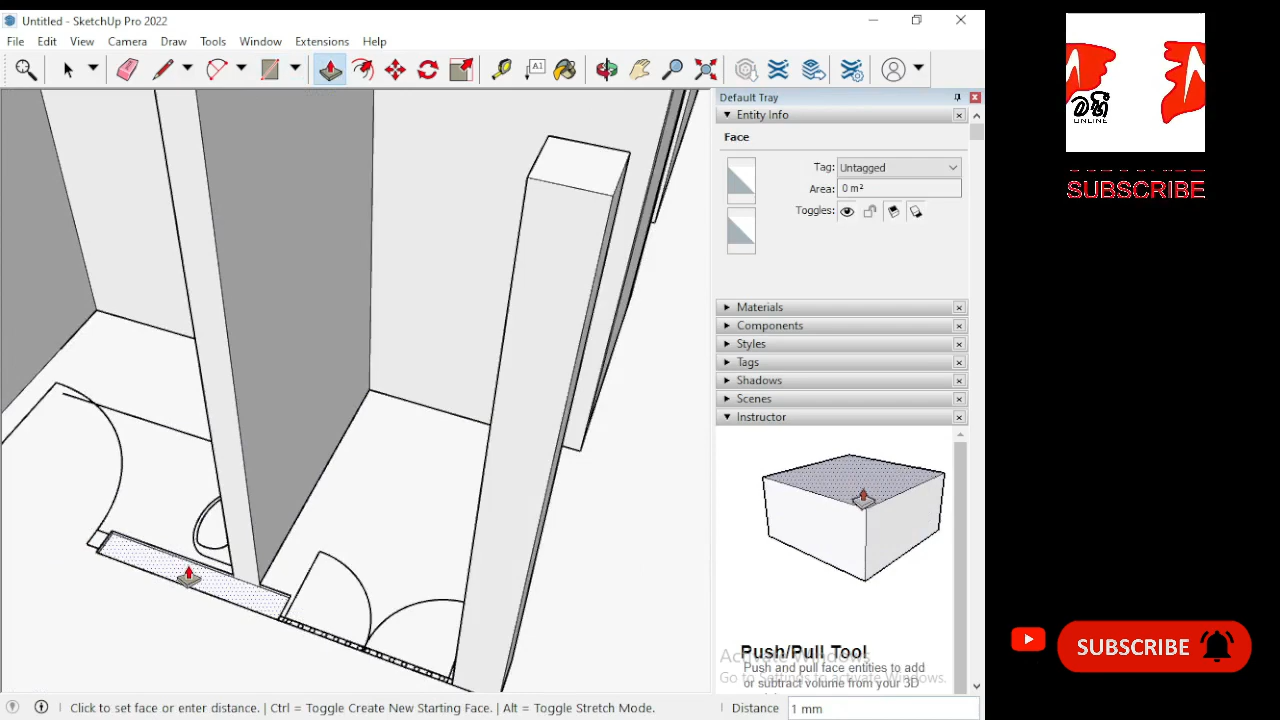 Untitled - SketchUp Pro 2022
File Edit View Camera Draw Tools Window Extensions Help
A1
Default Tray
Entity Info
Face
Tag: Untagged
Area: 0 m²
Toggles:
Materials
Components
Styles
Tags
Shadows
Scenes
Instructor
Push/Pull Tool
Push and pull face entities to add
or subtract volume from your 3D
Activate Windows
Go to Settings to activate Windows.
Click to set face or enter distance. | Ctrl = Toggle Create New Starting Face. | Alt = Toggle Stretch Mode.
Distance 1 mm
මහී
ONLINE
SUBSCRIBE
SUBSCRIBE